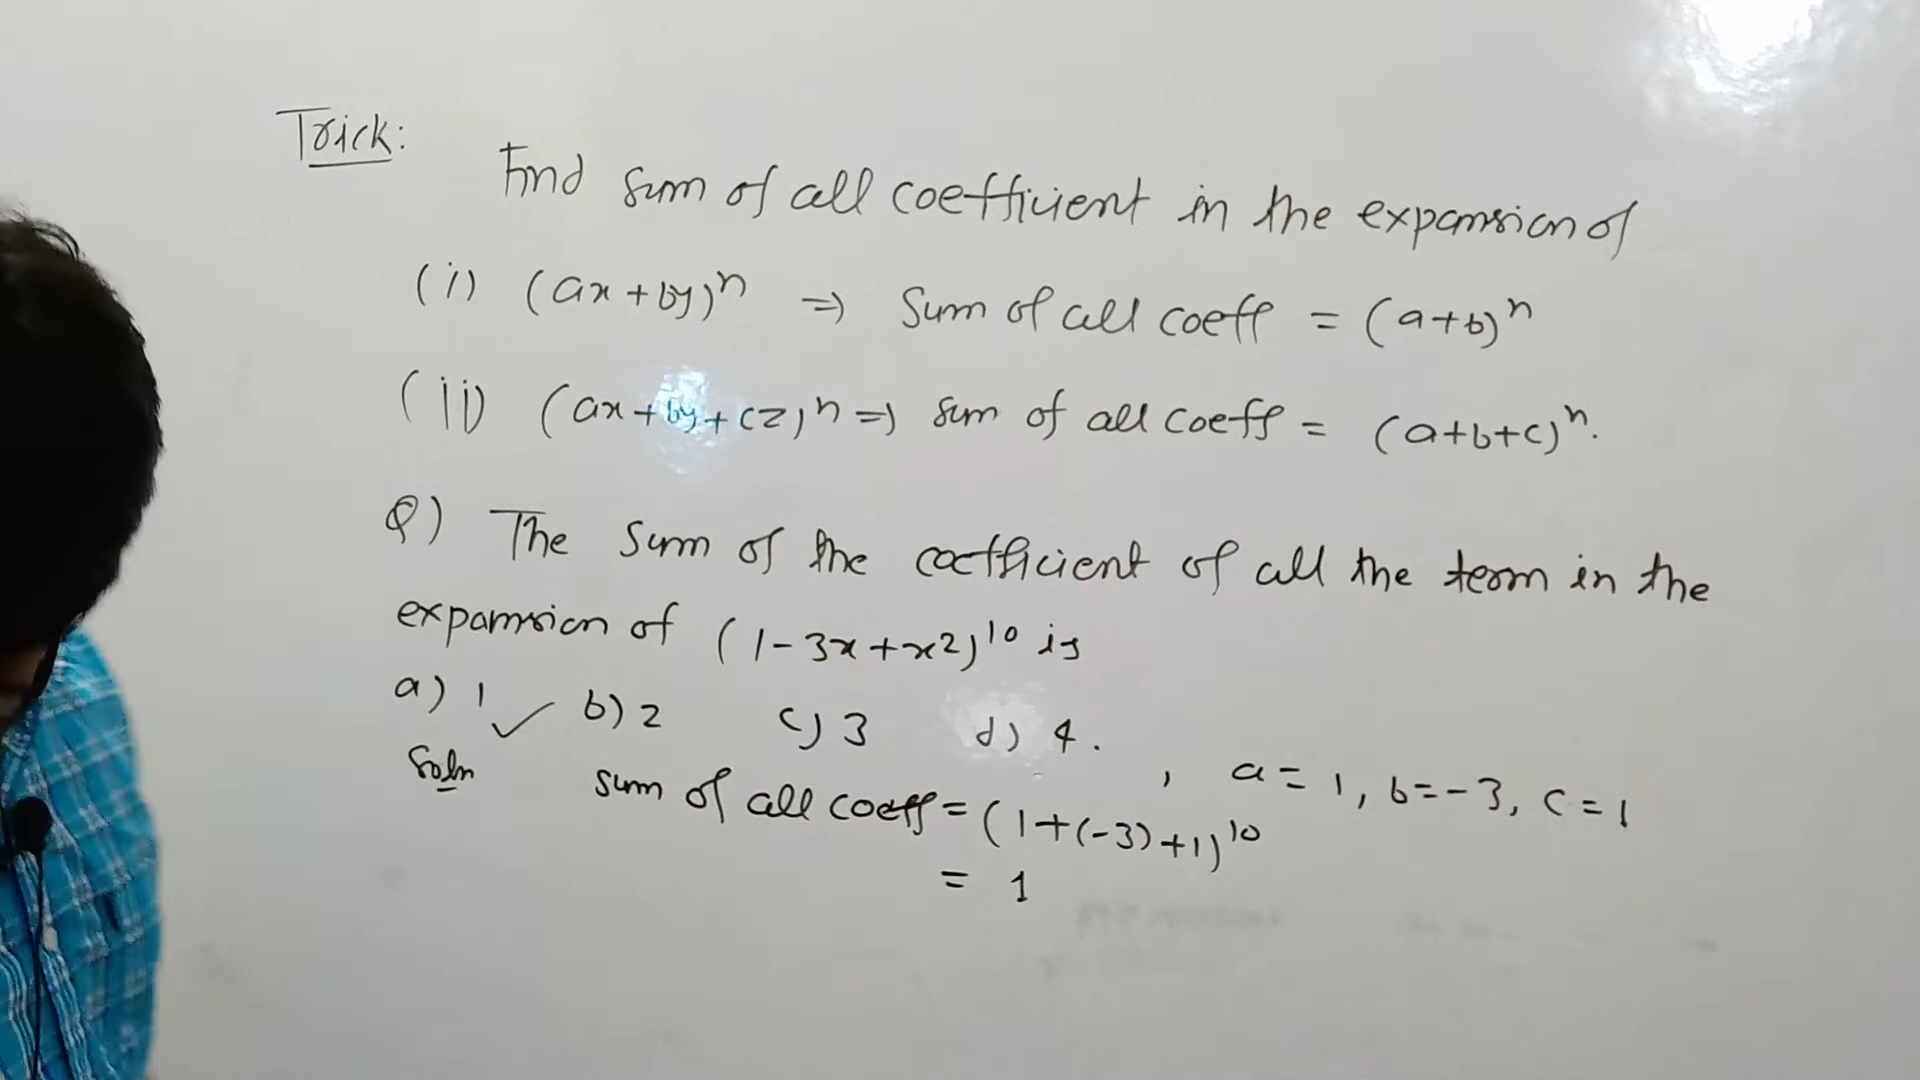 Trick:
Find sum of all coefficient in the expansion of
(i) (ax+by)ⁿ ⇒ Sum of all coeff = (a+b)ⁿ
(ii) (ax+by+cz)ⁿ ⇒ sum of all coeff = (a+b+c)ⁿ.
Q) The sum of the coefficient of all the term in the
expansion of (1-3x+x2)¹⁰ is
a) 1 ✓ b) 2 c) 3 d) 4.
Soln sum of all coeff = (1+(-3)+1)¹⁰ , a=1, b=-3, c=1
= 1